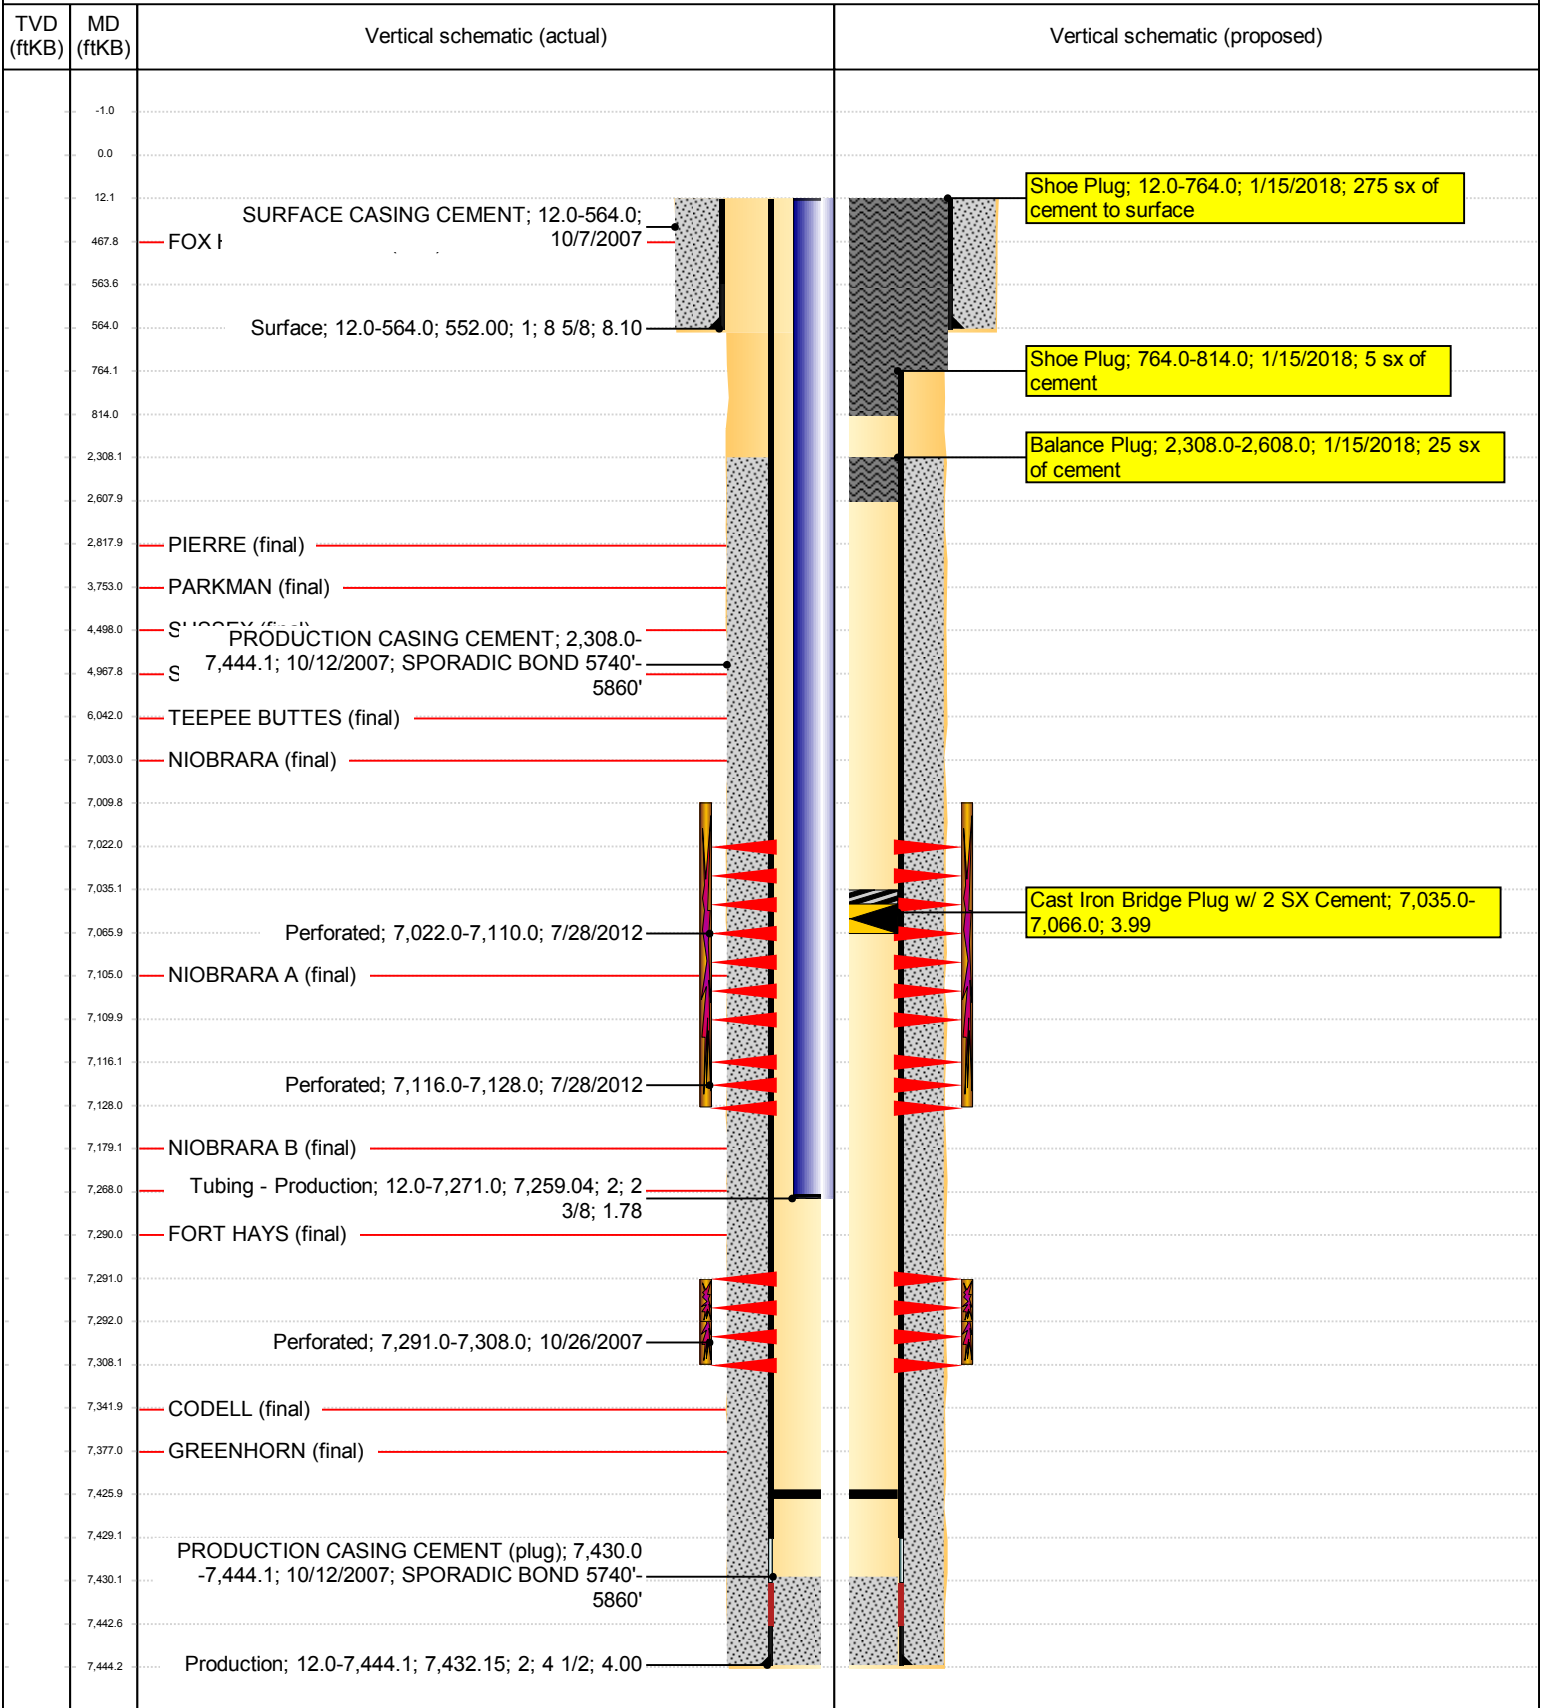 TVD (ftKB)
MD (ftKB)
Vertical schematic (actual)
Vertical schematic (proposed)
-1.0
0.0
12.1
467.8
563.6
564.0
764.1
814.0
2,308.1
2,607.9
2,817.9
3,753.0
4,498.0
4,967.8
6,042.0
7,003.0
7,009.8
7,022.0
7,035.1
7,065.9
7,105.0
7,109.9
7,116.1
7,128.0
7,179.1
7,268.0
7,290.0
7,291.0
7,292.0
7,308.1
7,341.9
7,377.0
7,425.9
7,429.1
7,430.1
7,442.6
7,444.2
SURFACE CASING CEMENT; 12.0-564.0;
10/7/2007
FOX
Surface; 12.0-564.0; 552.00; 1; 8 5/8; 8.10
PIERRE (final)
PARKMAN (final)
PRODUCTION CASING CEMENT; 2,308.0-
7,444.1; 10/12/2007; SPORADIC BOND 5740'-
5860'
TEEPEE BUTTES (final)
NIOBRARA (final)
Perforated; 7,022.0-7,110.0; 7/28/2012
NIOBRARA A (final)
Perforated; 7,116.0-7,128.0; 7/28/2012
NIOBRARA B (final)
Tubing - Production; 12.0-7,271.0; 7,259.04; 2; 2
3/8; 1.78
FORT HAYS (final)
Perforated; 7,291.0-7,308.0; 10/26/2007
CODELL (final)
GREENHORN (final)
PRODUCTION CASING CEMENT (plug); 7,430.0
-7,444.1; 10/12/2007; SPORADIC BOND 5740'-
5860'
Production; 12.0-7,444.1; 7,432.15; 2; 4 1/2; 4.00
Shoe Plug; 12.0-764.0; 1/15/2018; 275 sx of
cement to surface
Shoe Plug; 764.0-814.0; 1/15/2018; 5 sx of
cement
Balance Plug; 2,308.0-2,608.0; 1/15/2018; 25 sx
of cement
Cast Iron Bridge Plug w/ 2 SX Cement; 7,035.0-
7,066.0; 3.99